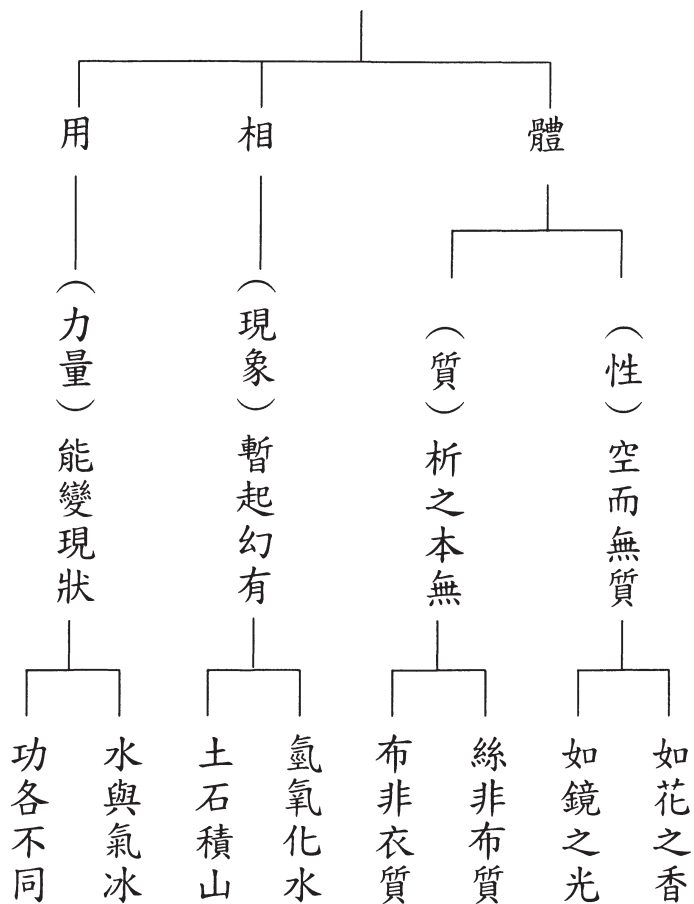 體
（性）空而無質
如花之香
如鏡之光
（質）析之本無
絲非布質
布非衣質
相
（現象）暫起幻有
氫氧化水
土石積山
用
（力量）能變現狀
水與氣冰
功各不同